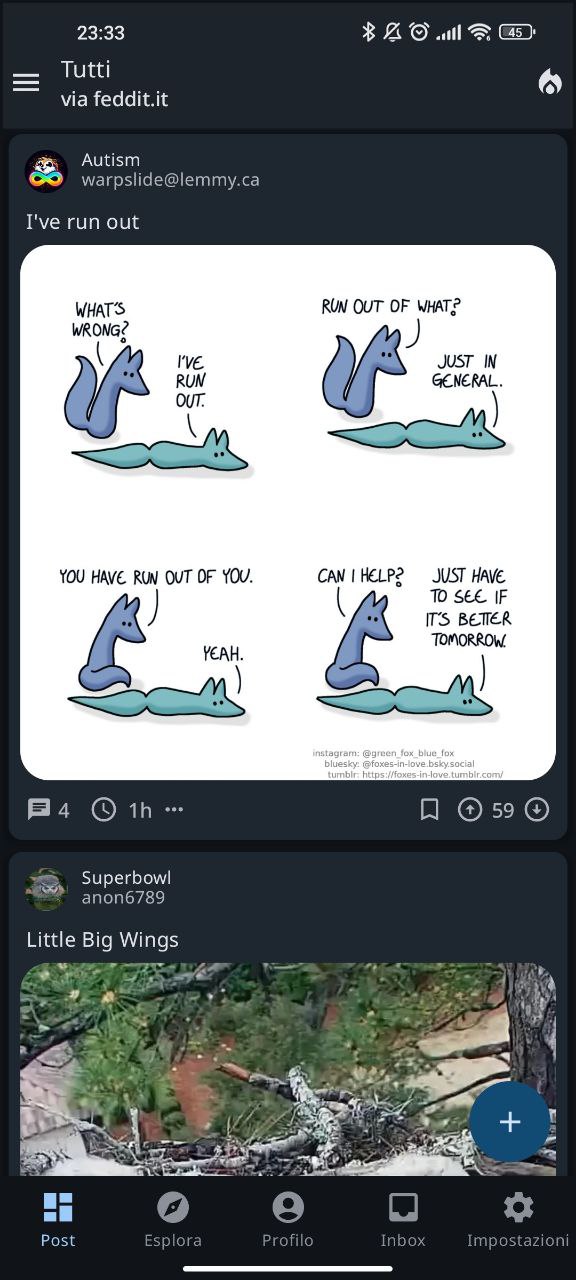 23:33
45
Tutti
via feddit.it
Autism
warpslide@lemmy.ca
I've run out
WHAT'S
WRONG?
I'VE
RUN
OUT.
RUN OUT OF WHAT?
JUST IN
GENERAL.
YOU HAVE RUN OUT OF YOU.
YEAH.
CAN I HELP?
JUST HAVE
TO SEE IF
IT'S BETTER
TOMORROW.
instagram: @green_fox_blue_fox
bluesky: @foxes-in-love.bsky.social
tumblr: https://foxes-in-love.tumblr.com/
4 1h ••• 59
Superbowl
anon6789
Little Big Wings
+
Post Esplora Profilo Inbox Impostazioni